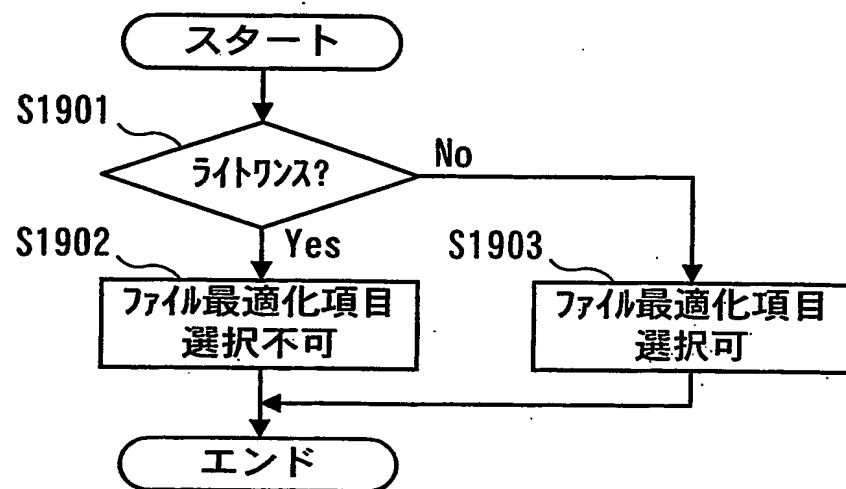 スタート
S1901
ライトワンス?
No
S1902
Yes
S1903
ファイル最適化項目
選択不可
ファイル最適化項目
選択可
エンド